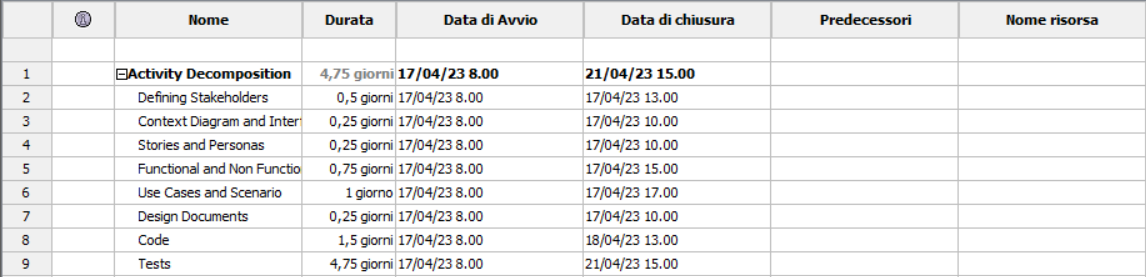 Nome Durata Data di Avvio Data di chiusura Predecessori Nome risorsa
1 Activity Decomposition 4,75 giorni 17/04/23 8.00 21/04/23 15.00
2 Defining Stakeholders 0,5 giorni 17/04/23 8.00 17/04/23 13.00
3 Context Diagram and Inter 0,25 giorni 17/04/23 8.00 17/04/23 10.00
4 Stories and Personas 0,25 giorni 17/04/23 8.00 17/04/23 10.00
5 Functional and Non Functio 0,75 giorni 17/04/23 8.00 17/04/23 15.00
6 Use Cases and Scenario 1 giorno 17/04/23 8.00 17/04/23 17.00
7 Design Documents 0,25 giorni 17/04/23 8.00 17/04/23 10.00
8 Code 1,5 giorni 17/04/23 8.00 18/04/23 13.00
9 Tests 4,75 giorni 17/04/23 8.00 21/04/23 15.00